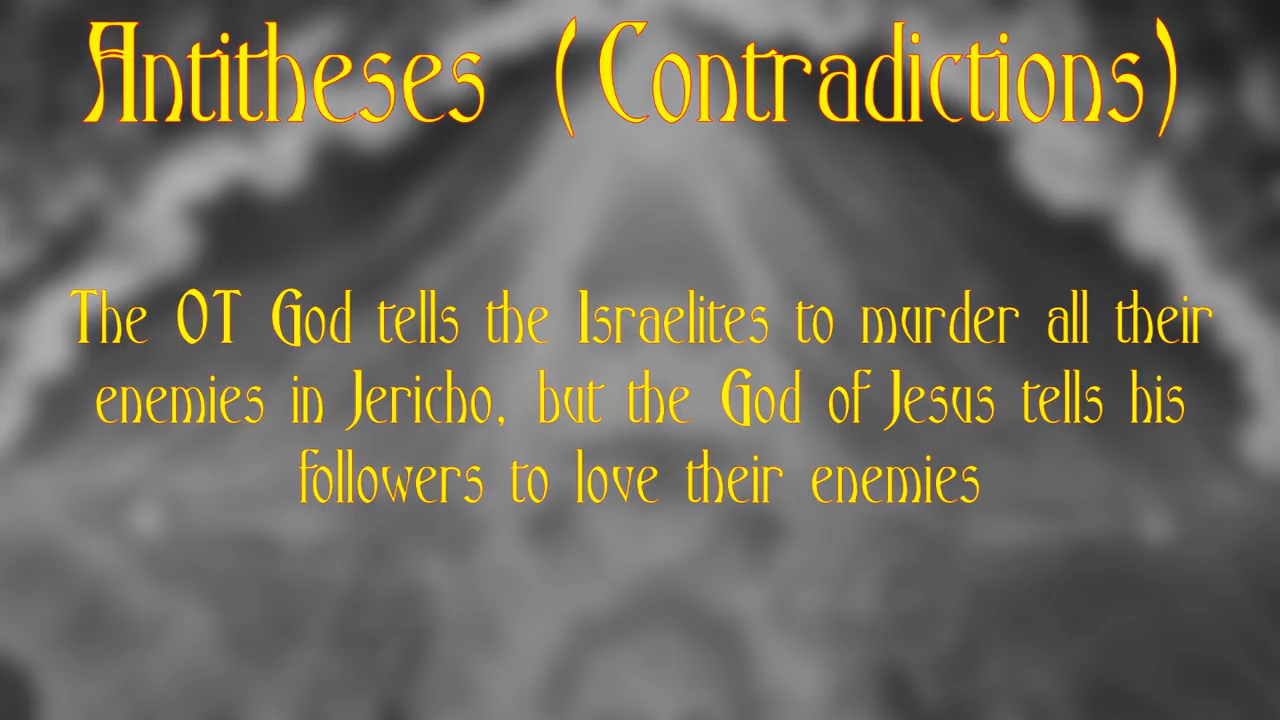 Antitheses (Contradictions)
The OT God tells the Israelites to murder all their
enemies in Jericho, but the God of Jesus tells his
followers to love their enemies